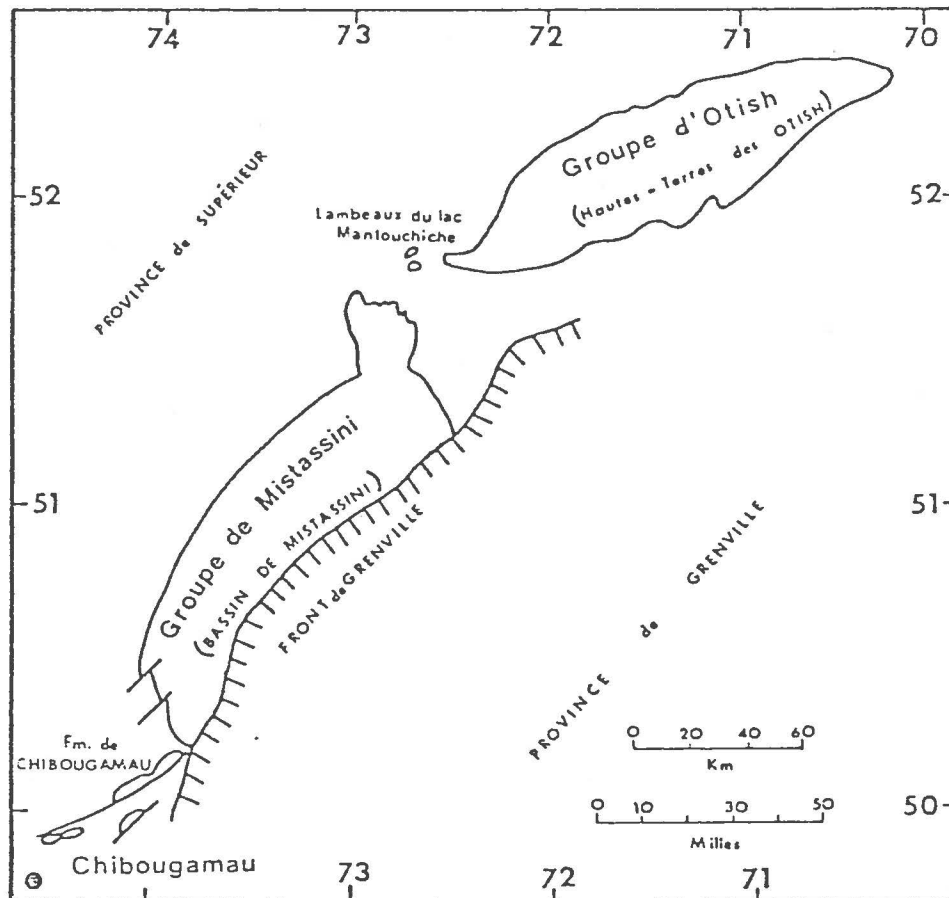 74 73 72 71 70
Groupe d'Otish
(Hautes-Terres des OTISH)
52 52
PROVINCE de SUPÉRIEUR
Lambeaux du lac
Mantouchiche
Groupe de Mistassini
(BASSIN DE MISTASSINI)
51 51
FRONT de GRENVILLE
PROVINCE de GRENVILLE
Fm. de
CHIBOUGAMAU
0 20 40 60
Km
0 10 30 50
Milles
50
Chibougamau
73 72 71